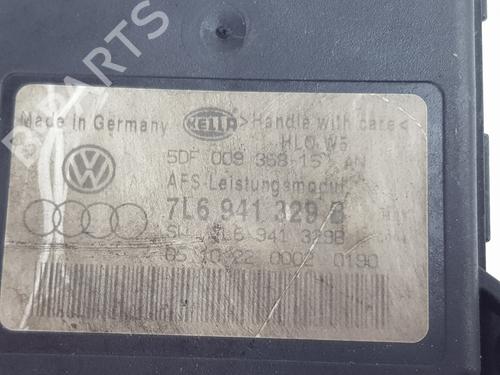 BPARTS
Made in Germany HELLA >Handle with care<
HLO W5
5DF 009 368-15 AN
AFS-Leistungsmodul
7L6 941 329 B
SW 7L6 941 329B
05.10.22 0002 0190